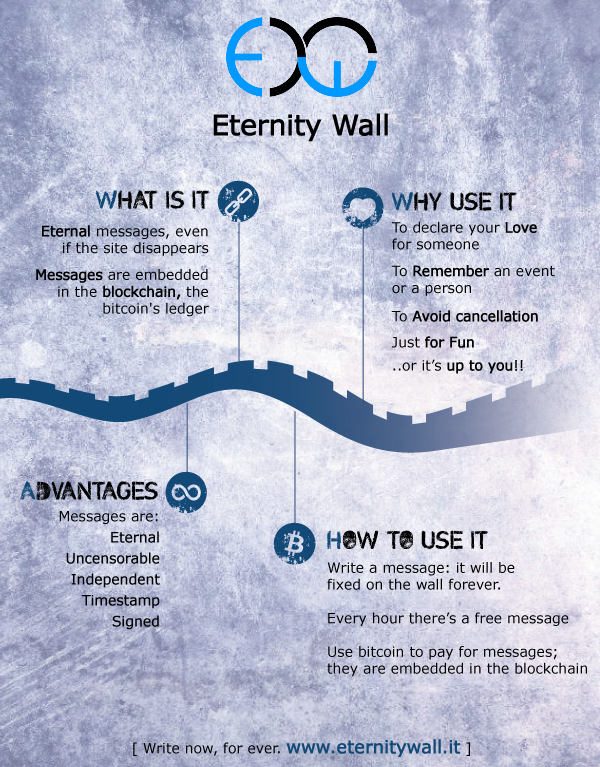 Eternity Wall
WHAT IS IT
Eternal messages, even
if the site disappears
Messages are embedded
in the blockchain, the
bitcoin's ledger
WHY USE IT
To declare your Love
for someone
To Remember an event
or a person
To Avoid cancellation
Just for Fun
..or it's up to you!!
ADVANTAGES
Messages are:
Eternal
Uncensorable
Independent
Timestamp
Signed
HOW TO USE IT
Write a message: it will be
fixed on the wall forever.
Every hour there's a free message
Use bitcoin to pay for messages;
they are embedded in the blockchain
[ Write now, for ever. www.eternitywall.it ]